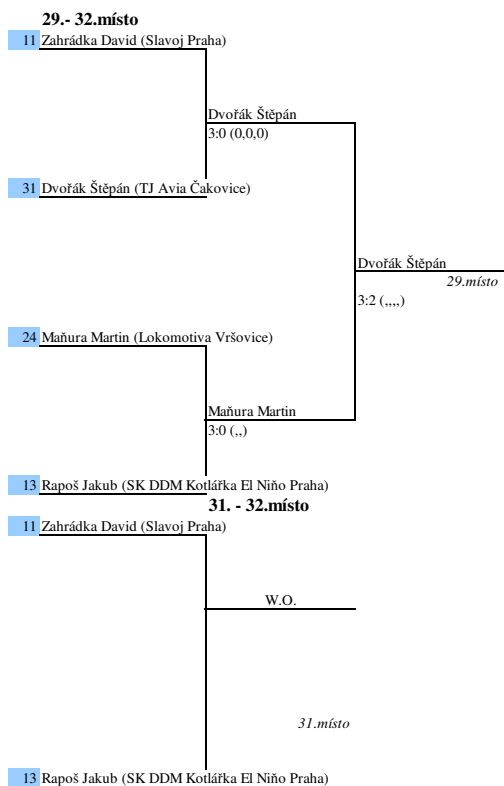 29.- 32.místo
11 Zahrádka David (Slavoj Praha)
Dvořák Štěpán
3:0 (0,0,0)
31 Dvořák Štěpán (TJ Avia Čakovice)
Dvořák Štěpán
29.místo
3:2 (,,,,)
24 Maňura Martin (Lokomotiva Vršovice)
Maňura Martin
3:0 (,,)
13 Rapoš Jakub (SK DDM Kotlářka El Niňo Praha)
31. - 32.místo
11 Zahrádka David (Slavoj Praha)
W.O.
31.místo
13 Rapoš Jakub (SK DDM Kotlářka El Niňo Praha)